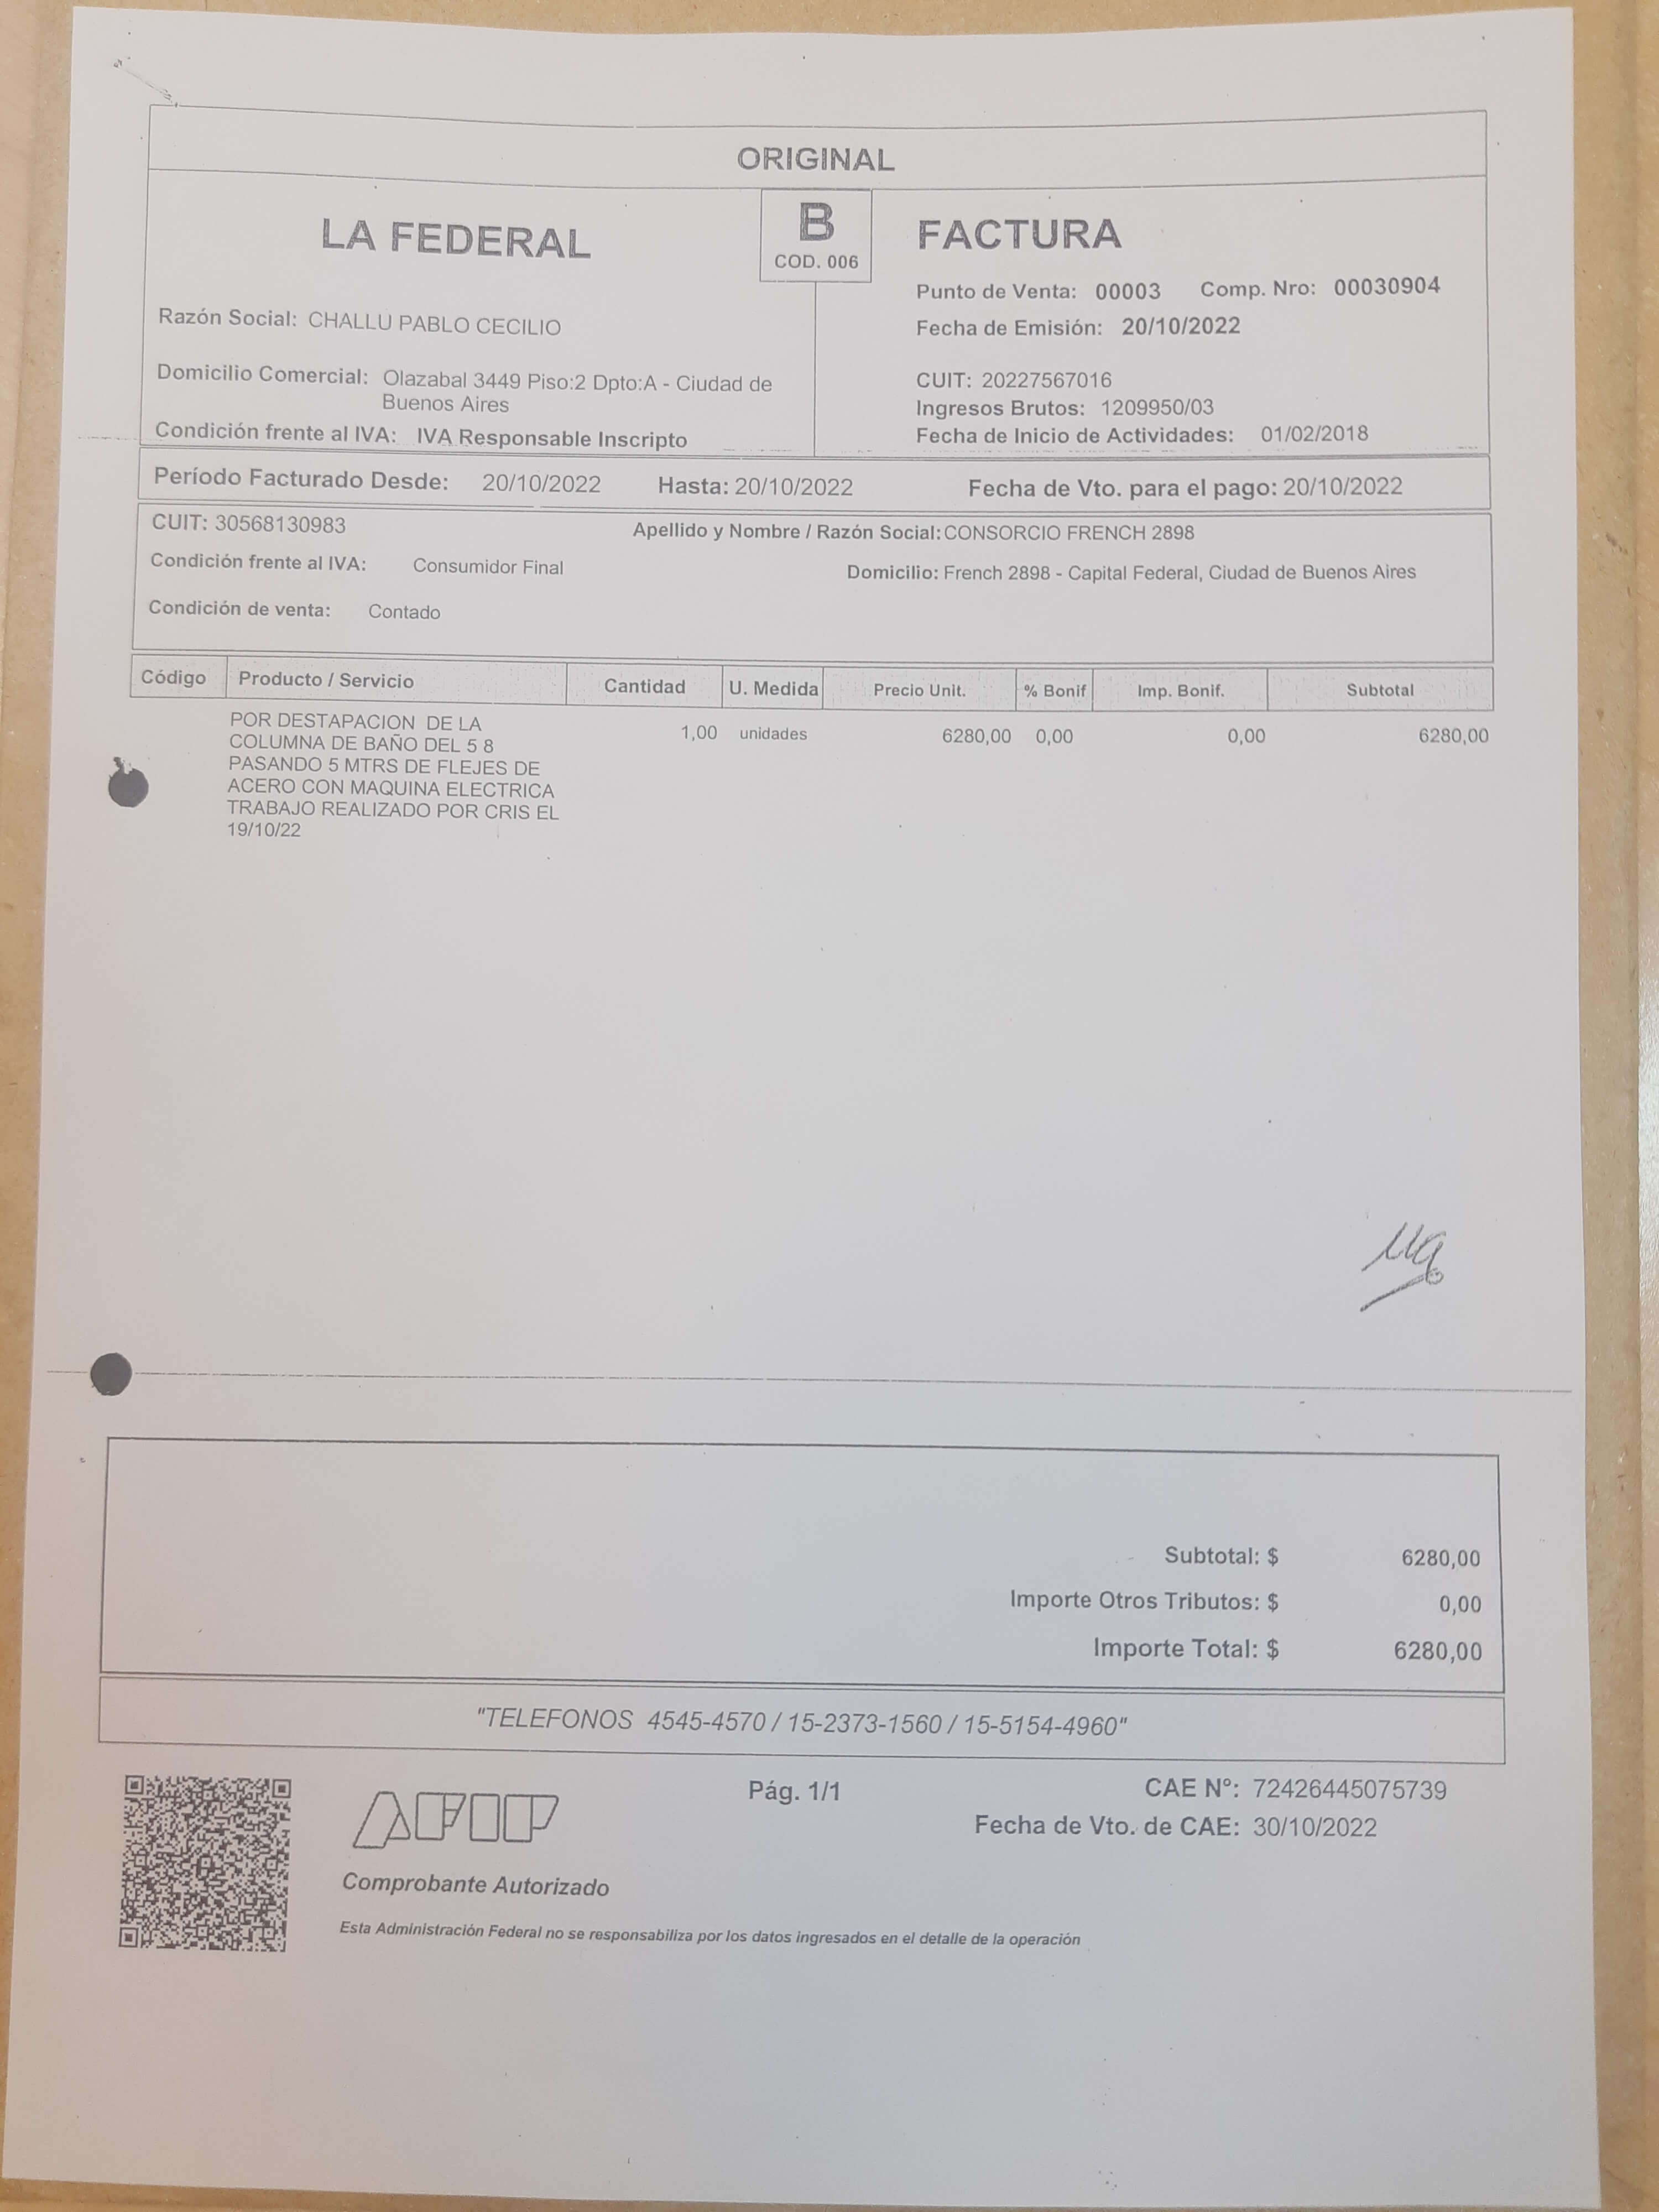 ORIGINAL
LA FEDERAL
B
COD. 006
FACTURA
Punto de Venta: 00003 Comp. Nro: 00030904
Fecha de Emisión: 20/10/2022
Razón Social: CHALLU PABLO CECILIO
Domicilio Comercial: Olazabal 3449 Piso:2 Dpto:A - Ciudad de
Buenos Aires
Condición frente al IVA: IVA Responsable Inscripto
CUIT: 20227567016
Ingresos Brutos: 1209950/03
Fecha de Inicio de Actividades: 01/02/2018
Período Facturado Desde: 20/10/2022 Hasta: 20/10/2022 Fecha de Vto. para el pago: 20/10/2022
CUIT: 30568130983 Apellido y Nombre / Razón Social: CONSORCIO FRENCH 2898
Condición frente al IVA: Consumidor Final Domicilio: French 2898 - Capital Federal, Ciudad de Buenos Aires
Condición de venta: Contado
Código Producto / Servicio Cantidad U. Medida Precio Unit. % Bonif Imp. Bonif. Subtotal
POR DESTAPACION DE LA 1,00 unidades 6280,00 0,00 0,00 6280,00
COLUMNA DE BAÑO DEL 5 8
PASANDO 5 MTRS DE FLEJES DE
ACERO CON MAQUINA ELECTRICA
TRABAJO REALIZADO POR CRIS EL
19/10/22
Subtotal: $ 6280,00
Importe Otros Tributos: $ 0,00
Importe Total: $ 6280,00
"TELEFONOS 4545-4570 / 15-2373-1560 / 15-5154-4960"
AFIP
Pág. 1/1
CAE Nº: 72426445075739
Fecha de Vto. de CAE: 30/10/2022
Comprobante Autorizado
Esta Administración Federal no se responsabiliza por los datos ingresados en el detalle de la operación